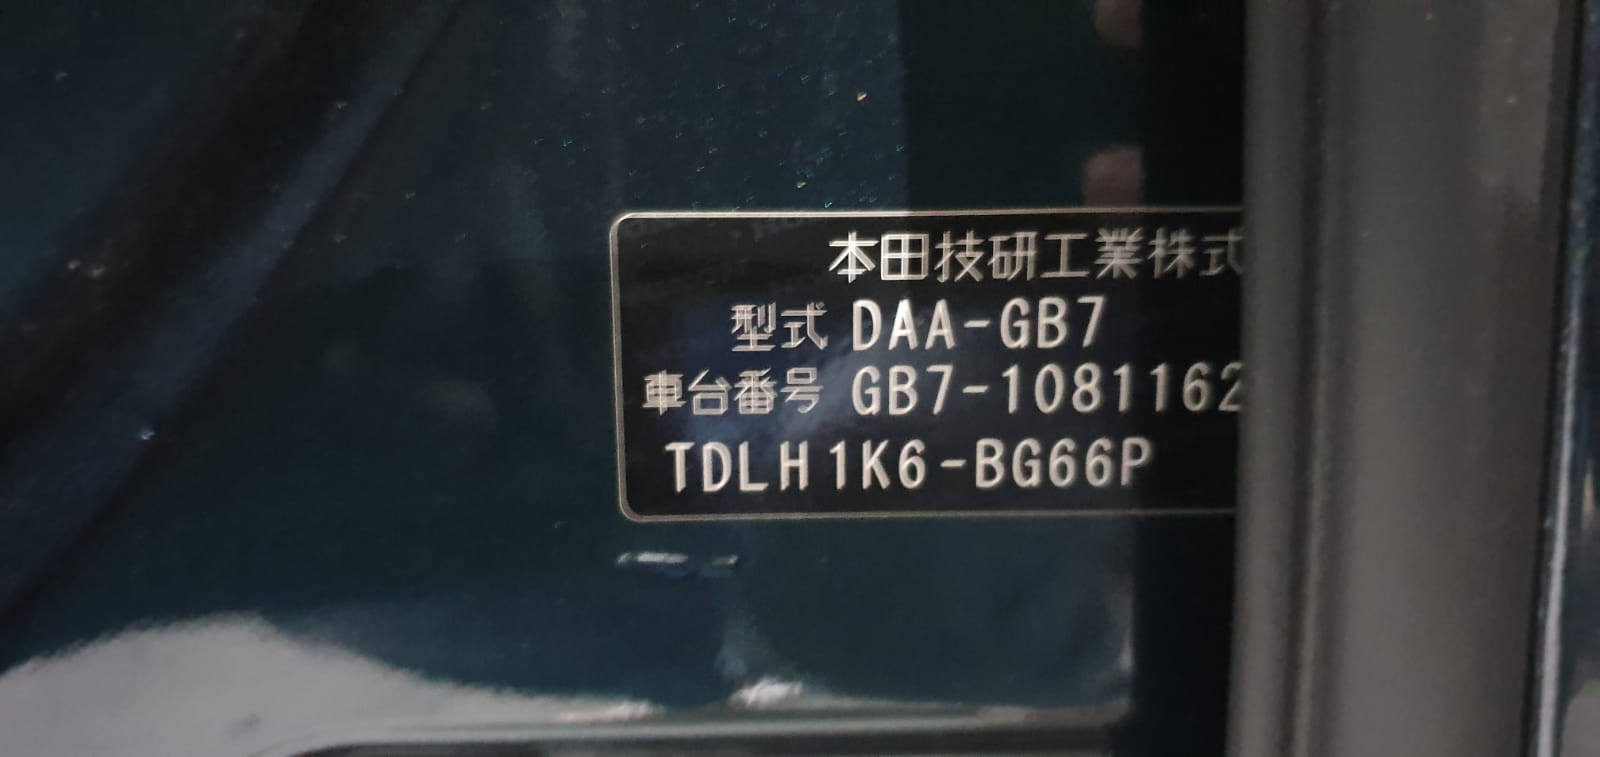 本田技研工業株式
型式 DAA-GB7
車台番号 GB7-1081162
TDLH1K6-BG66P